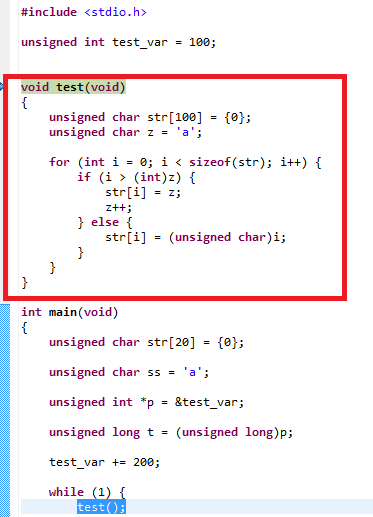 #include <stdio.h>
unsigned int test_var = 100;
void test(void)
{
unsigned char str[100] = {0};
unsigned char z = 'a';
for (int i = 0; i < sizeof(str); i++) {
if (i > (int)z) {
str[i] = z;
z++;
} else {
str[i] = (unsigned char)i;
}
}
}
int main(void)
{
unsigned char str[20] = {0};
unsigned char ss = 'a';
unsigned int *p = &test_var;
unsigned long t = (unsigned long)p;
test_var += 200;
while (1) {
test();